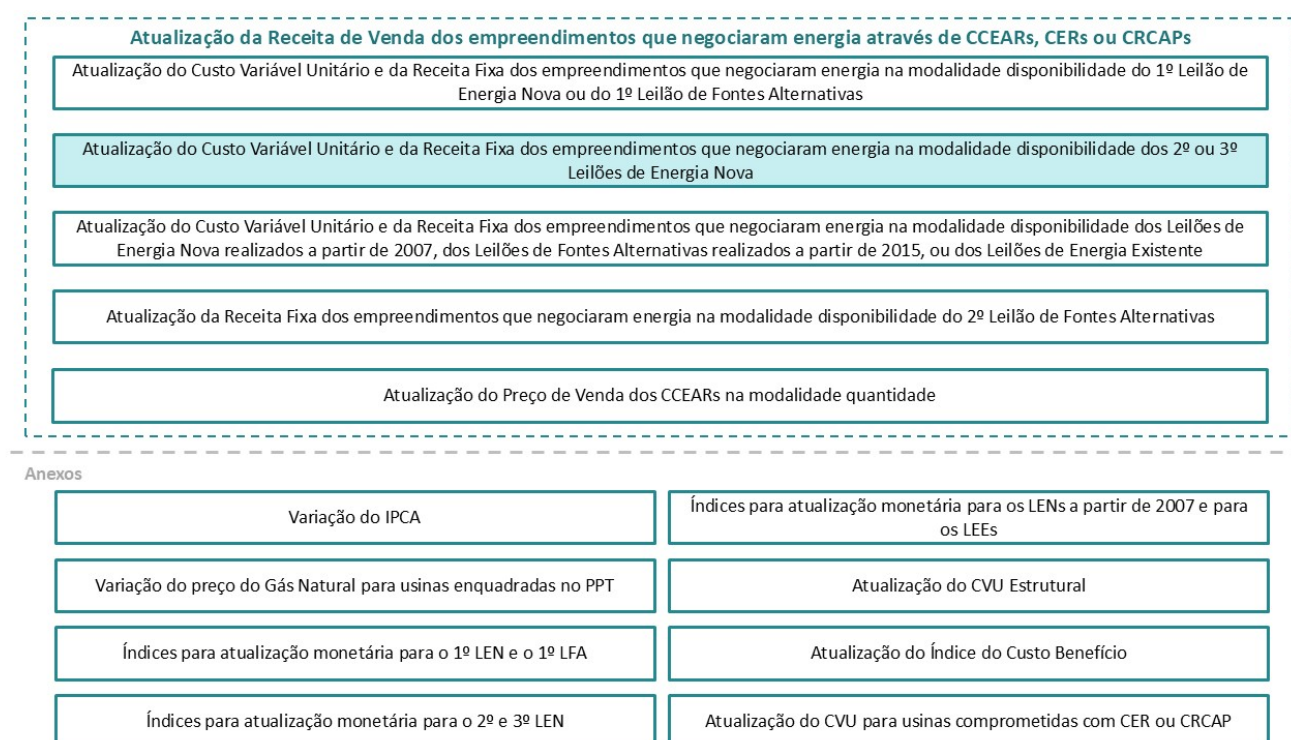 Atualização da Receita de Venda dos empreendimentos que negociaram energia através de CCEARs, CERs ou CRCAPs
Atualização do Custo Variável Unitário e da Receita Fixa dos empreendimentos que negociaram energia na modalidade disponibilidade do 1º Leilão de
Energia Nova ou do 1º Leilão de Fontes Alternativas
Atualização do Custo Variável Unitário e da Receita Fixa dos empreendimentos que negociaram energia na modalidade disponibilidade dos 2º ou 3º
Leilões de Energia Nova
Atualização do Custo Variável Unitário e da Receita Fixa dos empreendimentos que negociaram energia na modalidade disponibilidade dos Leilões de
Energia Nova realizados a partir de 2007, dos Leilões de Fontes Alternativas realizados a partir de 2015, ou dos Leilões de Energia Existente
Atualização da Receita Fixa dos empreendimentos que negociaram energia na modalidade disponibilidade do 2º Leilão de Fontes Alternativas
Atualização do Preço de Venda dos CCEARs na modalidade quantidade
Anexos
Variação do IPCA
Índices para atualização monetária para os LENs a partir de 2007 e para
os LEEs
Variação do preço do Gás Natural para usinas enquadradas no PPT
Atualização do CVU Estrutural
Índices para atualização monetária para o 1º LEN e o 1º LFA
Atualização do Índice do Custo Benefício
Índices para atualização monetária para o 2º e 3º LEN
Atualização do CVU para usinas comprometidas com CER ou CRCAP